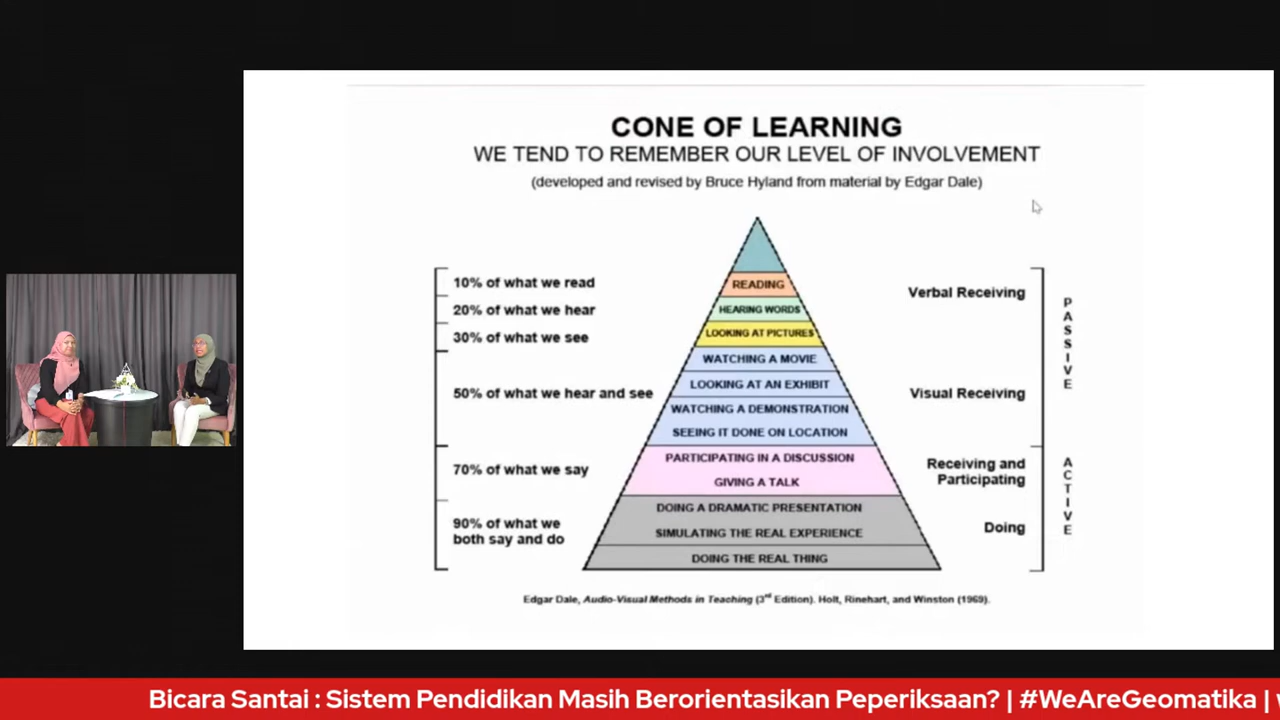 CONE OF LEARNING
WE TEND TO REMEMBER OUR LEVEL OF INVOLVEMENT
(developed and revised by Bruce Hyland from material by Edgar Dale)
10% of what we read
20% of what we hear
30% of what we see
50% of what we hear and see
70% of what we say
90% of what we
both say and do
READING
HEARING WORDS
LOOKING AT PICTURES
WATCHING A MOVIE
LOOKING AT AN EXHIBIT
WATCHING A DEMONSTRATION
SEEING IT DONE ON LOCATION
PARTICIPATING IN A DISCUSSION
GIVING A TALK
DOING A DRAMATIC PRESENTATION
SIMULATING THE REAL EXPERIENCE
DOING THE REAL THING
Verbal Receiving
Visual Receiving
Receiving and
Participating
Doing
PASSIVE
ACTIVE
Edgar Dale, Audio-Visual Methods in Teaching (3rd Edition). Holt, Rinehart, and Winston (1969).
Bicara Santai : Sistem Pendidikan Masih Berorientasikan Peperiksaan? | #WeAreGeomatika |